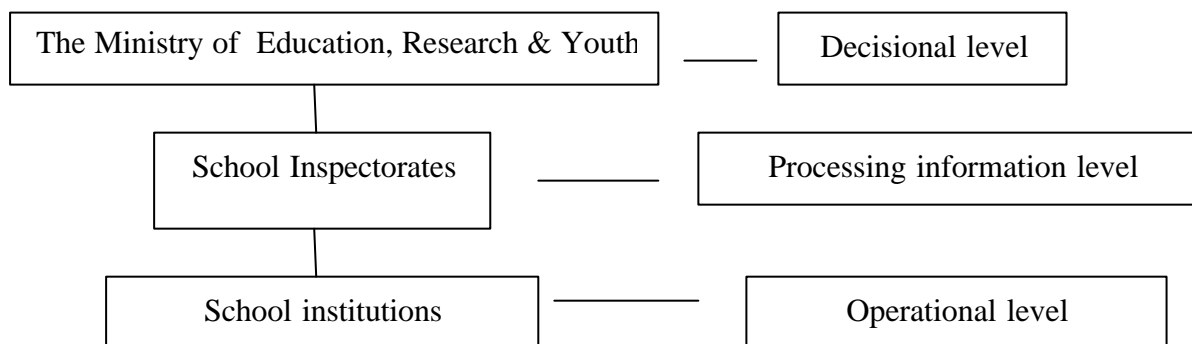 The Ministry of Education, Research & Youth
Decisional level
School Inspectorates
Processing information level
School institutions
Operational level